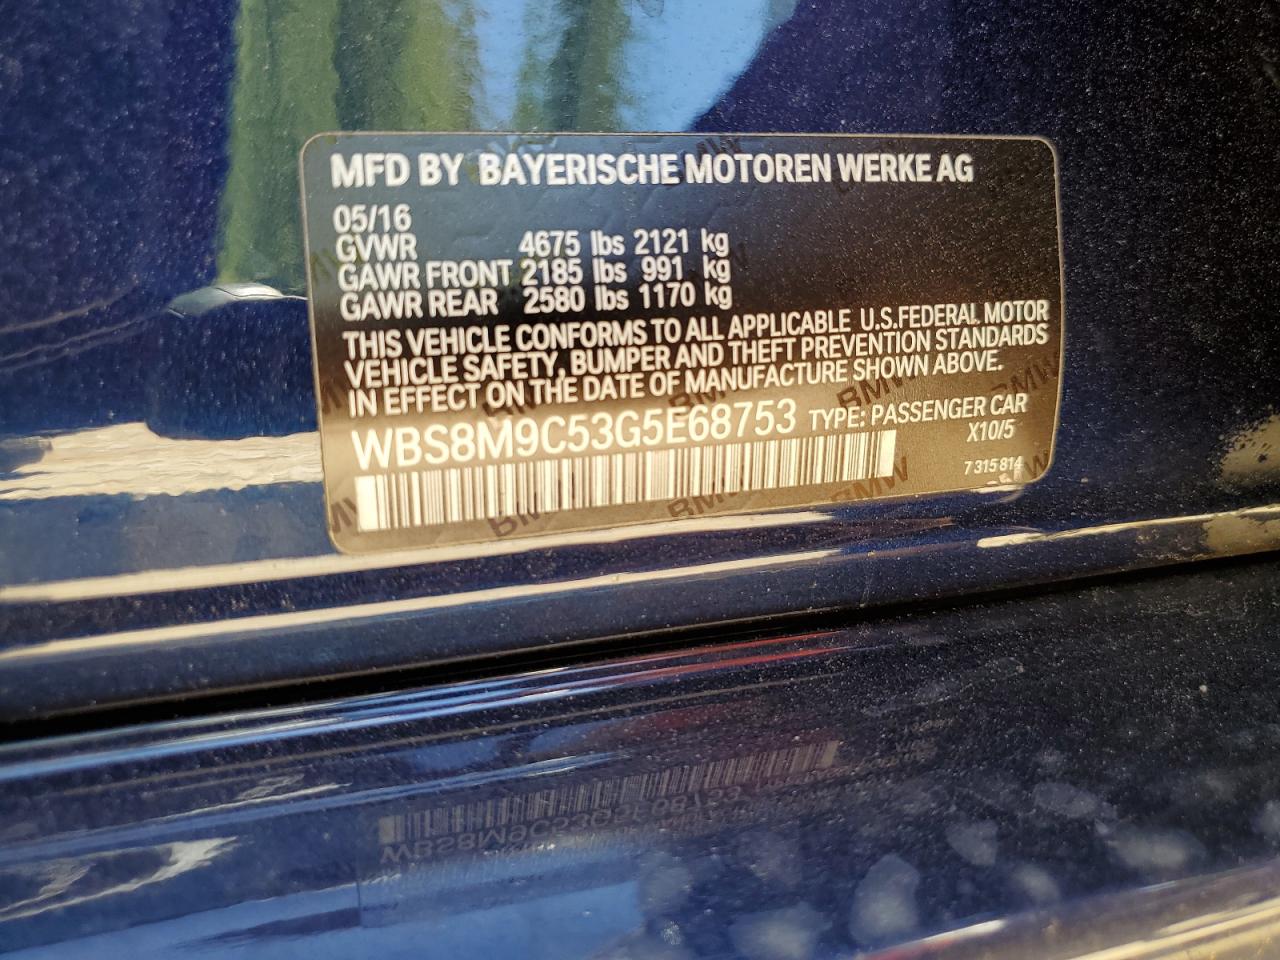 MFD BY BAYERISCHE MOTOREN WERKE AG
05/16
GVWR 4675 lbs 2121 kg
GAWR FRONT 2185 lbs 991 kg
GAWR REAR 2580 lbs 1170 kg
THIS VEHICLE CONFORMS TO ALL APPLICABLE U.S.FEDERAL MOTOR
VEHICLE SAFETY, BUMPER AND THEFT PREVENTION STANDARDS
IN EFFECT ON THE DATE OF MANUFACTURE SHOWN ABOVE.
WBS8M9C53G5E68753 TYPE: PASSENGER CAR
X10/5
7 315 814
BMW
BMW
BMW